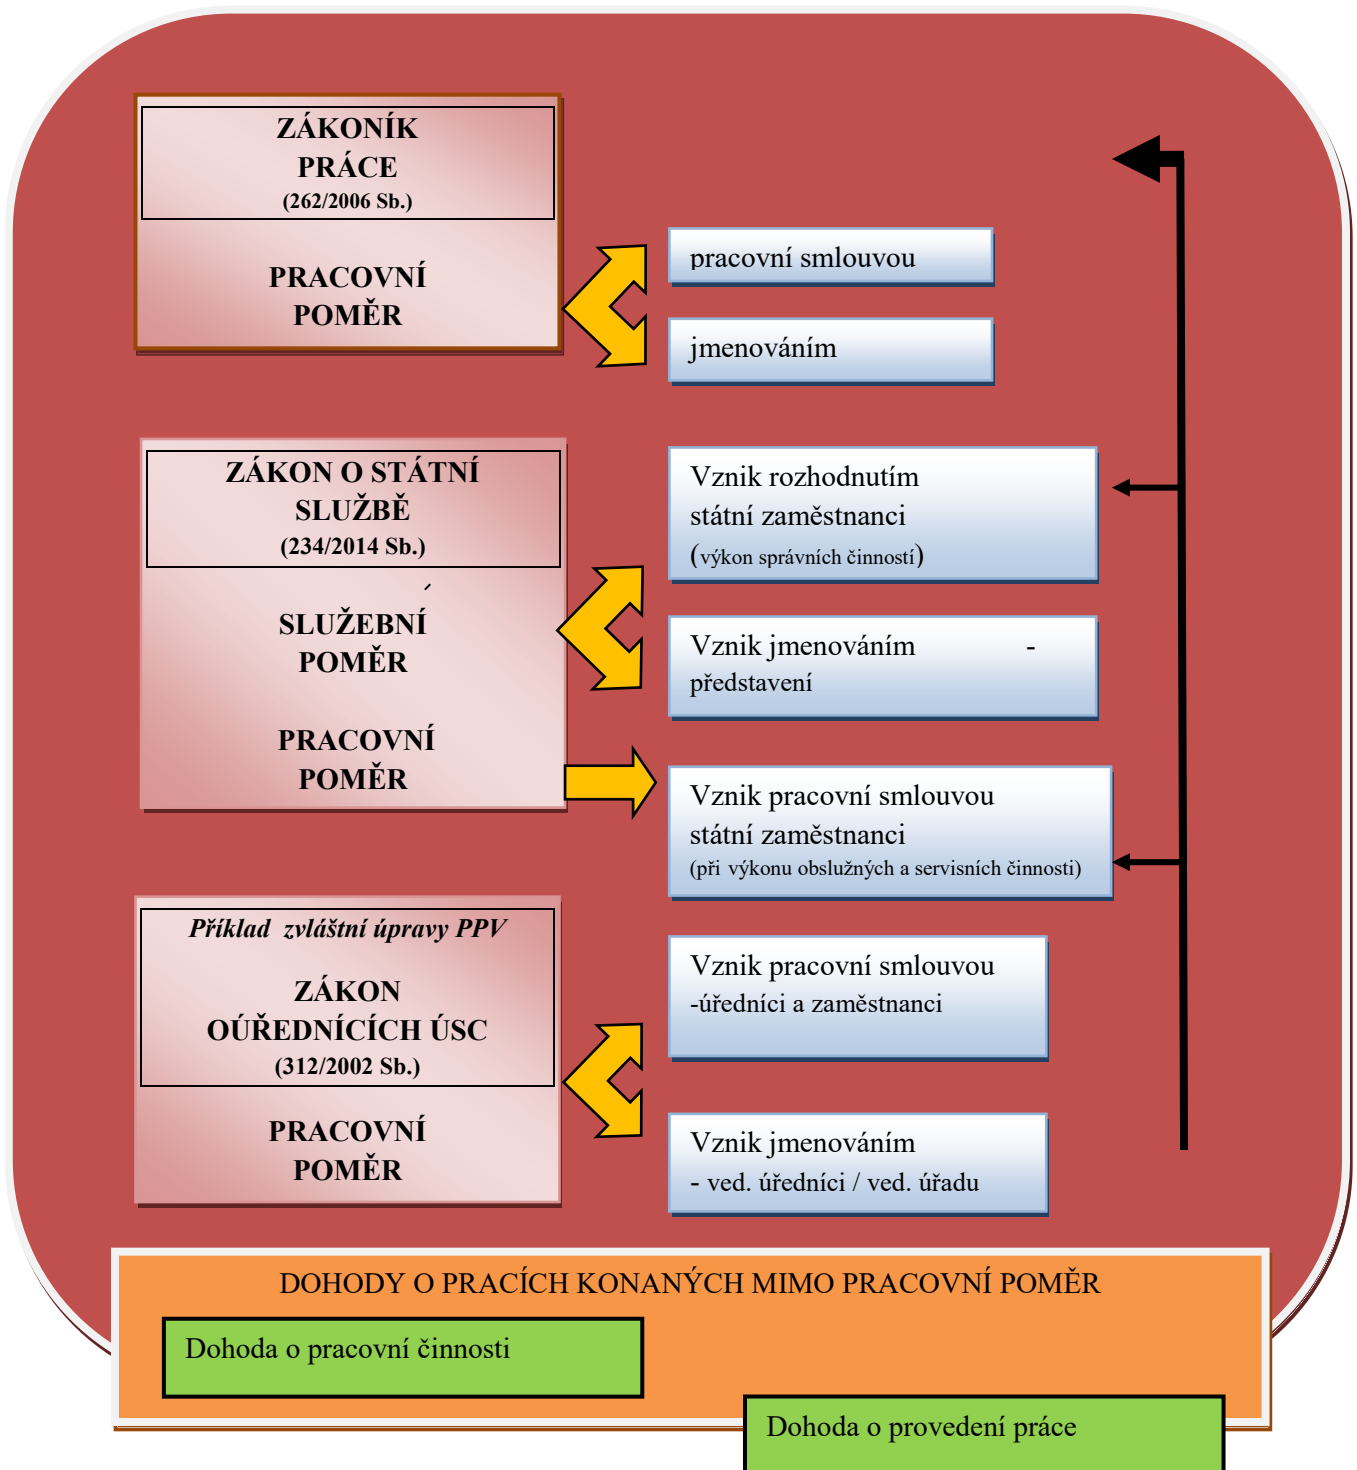 ZÁKONÍK
PRÁCE
(262/2006 Sb.)
PRACOVNÍ
POMĚR
pracovní smlouvou
jmenováním
ZÁKON O STÁTNÍ
SLUŽBĚ
(234/2014 Sb.)
SLUŽEBNÍ
POMĚR
PRACOVNÍ
POMĚR
Vznik rozhodnutím
státní zaměstnanci
(výkon správních činností)
Vznik jmenováním -
představení
Vznik pracovní smlouvou
státní zaměstnanci
(při výkonu obslužných a servisních činnosti)
Příklad zvláštní úpravy PPV
ZÁKON
OÚŘEDNÍCÍCH ÚSC
(312/2002 Sb.)
PRACOVNÍ
POMĚR
Vznik pracovní smlouvou
-úředníci a zaměstnanci
Vznik jmenováním
- ved. úředníci / ved. úřadu
DOHODY O PRACÍCH KONANÝCH MIMO PRACOVNÍ POMĚR
Dohoda o pracovní činnosti
Dohoda o provedení práce